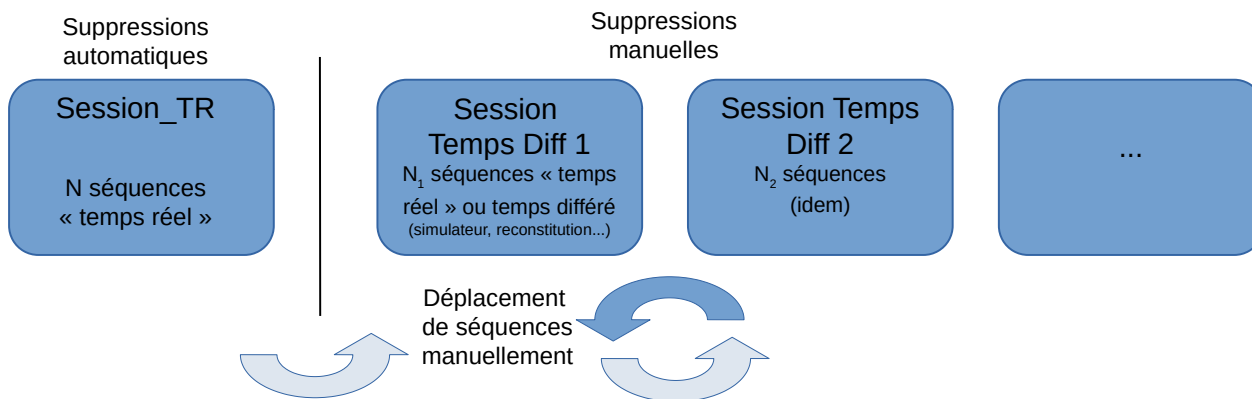 Suppressions
automatiques
Suppressions
manuelles
Session_TR
N séquences
« temps réel »
Session
Temps Diff 1
N₁ séquences « temps
réel » ou temps différé
(simulateur, reconstitution...)
Session Temps
Diff 2
N₂ séquences
(idem)
...
Déplacement
de séquences
manuellement